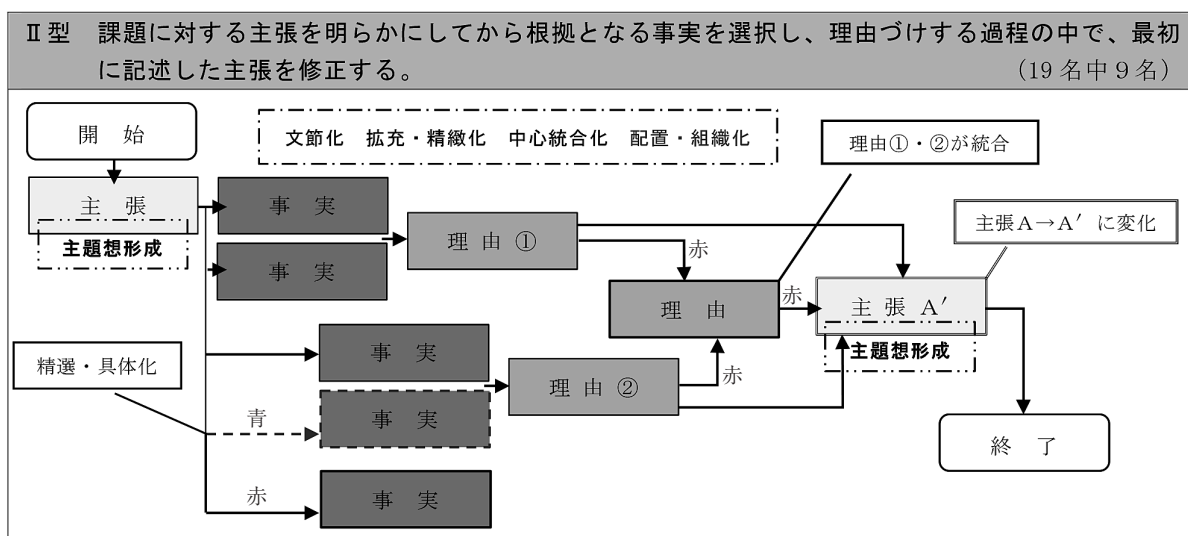 Ⅱ型　課題に対する主張を明らかにしてから根拠となる事実を選択し、理由づけする過程の中で、最初
に記述した主張を修正する。　（19名中９名）
開　始
文節化　拡充・精緻化　中心統合化　配置・組織化
理由①・②が統合
主　張
主題想形成
事　実
事　実
理　由　①
赤
主張Ａ→Ａ′に変化
理　由
赤
主　張　Ａ′
主題想形成
精選・具体化
事　実
青
事　実
理　由　②
赤
終　了
赤
事　実